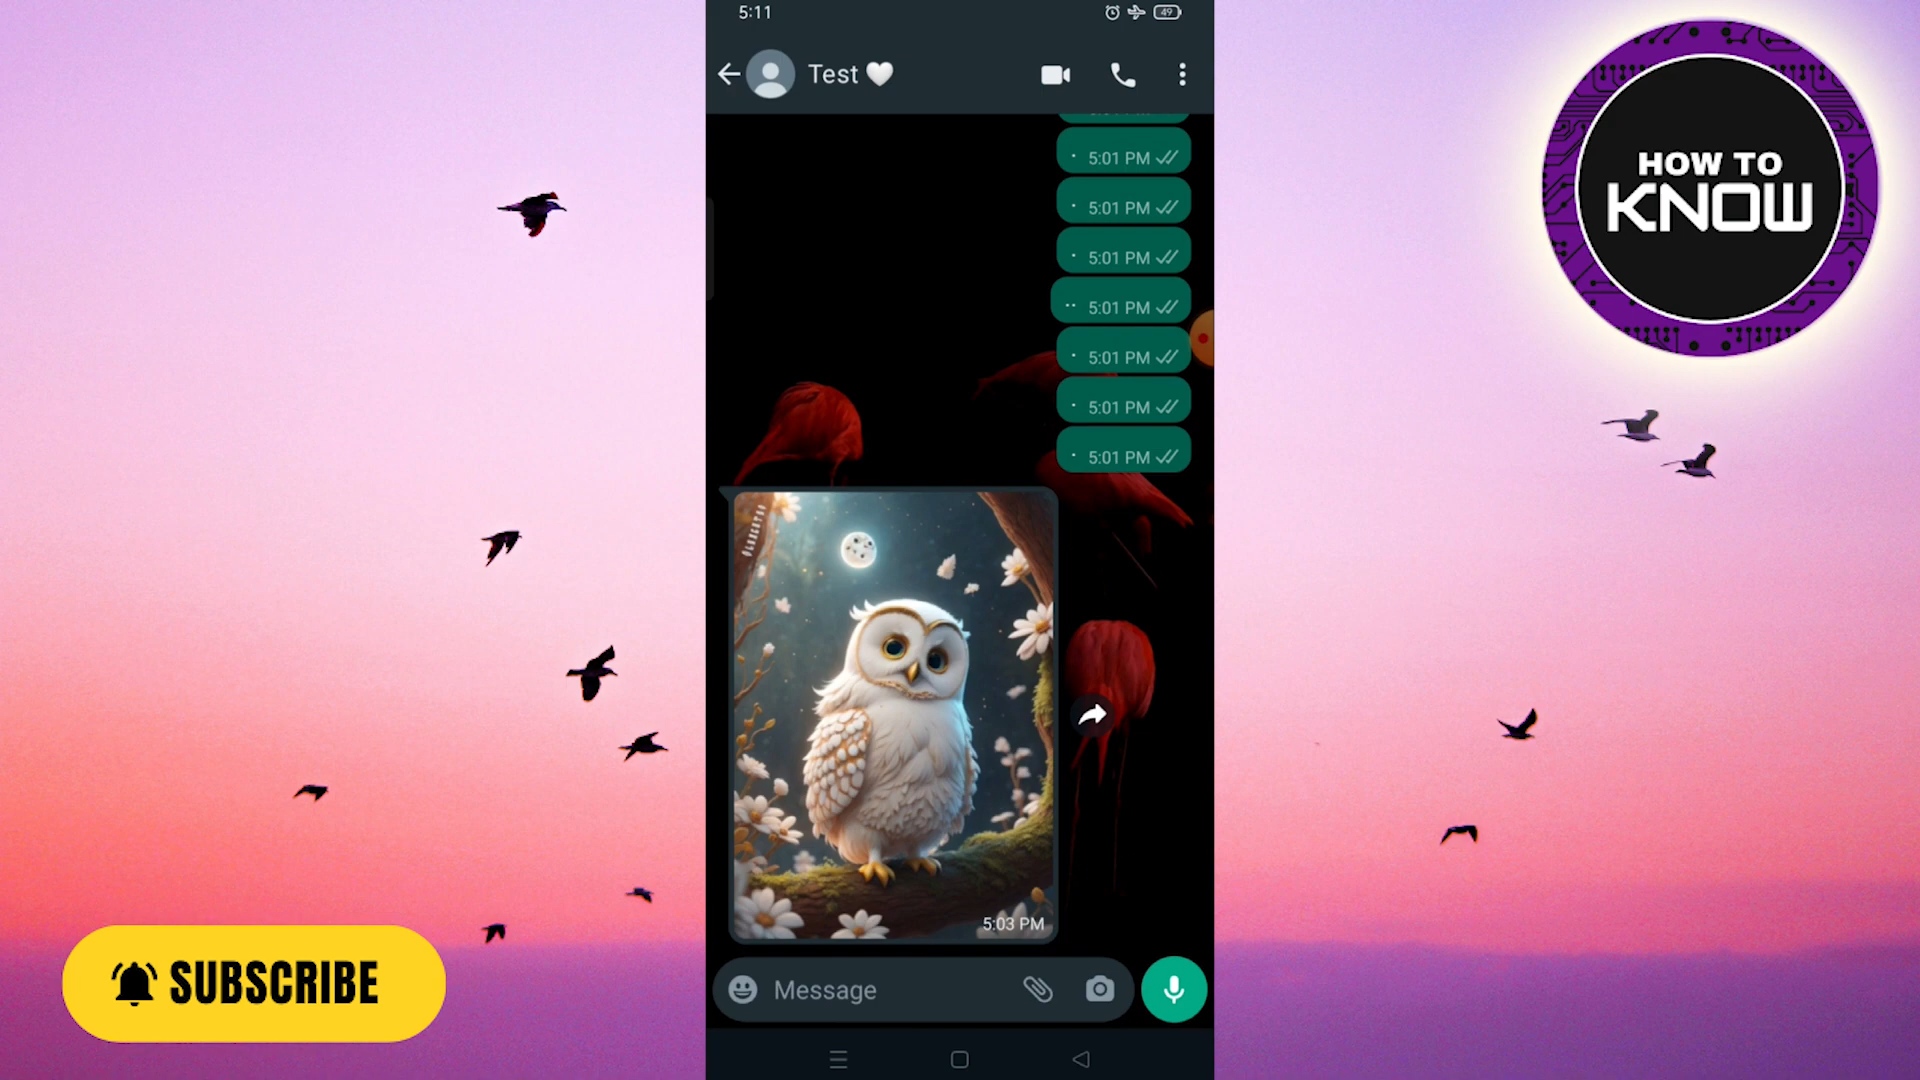 5:11
49
Test 🤍
· 5:01 PM
· 5:01 PM
· 5:01 PM
·· 5:01 PM
· 5:01 PM
· 5:01 PM
· 5:01 PM
5:03 PM
Message
HOW TO
KNOW
SUBSCRIBE